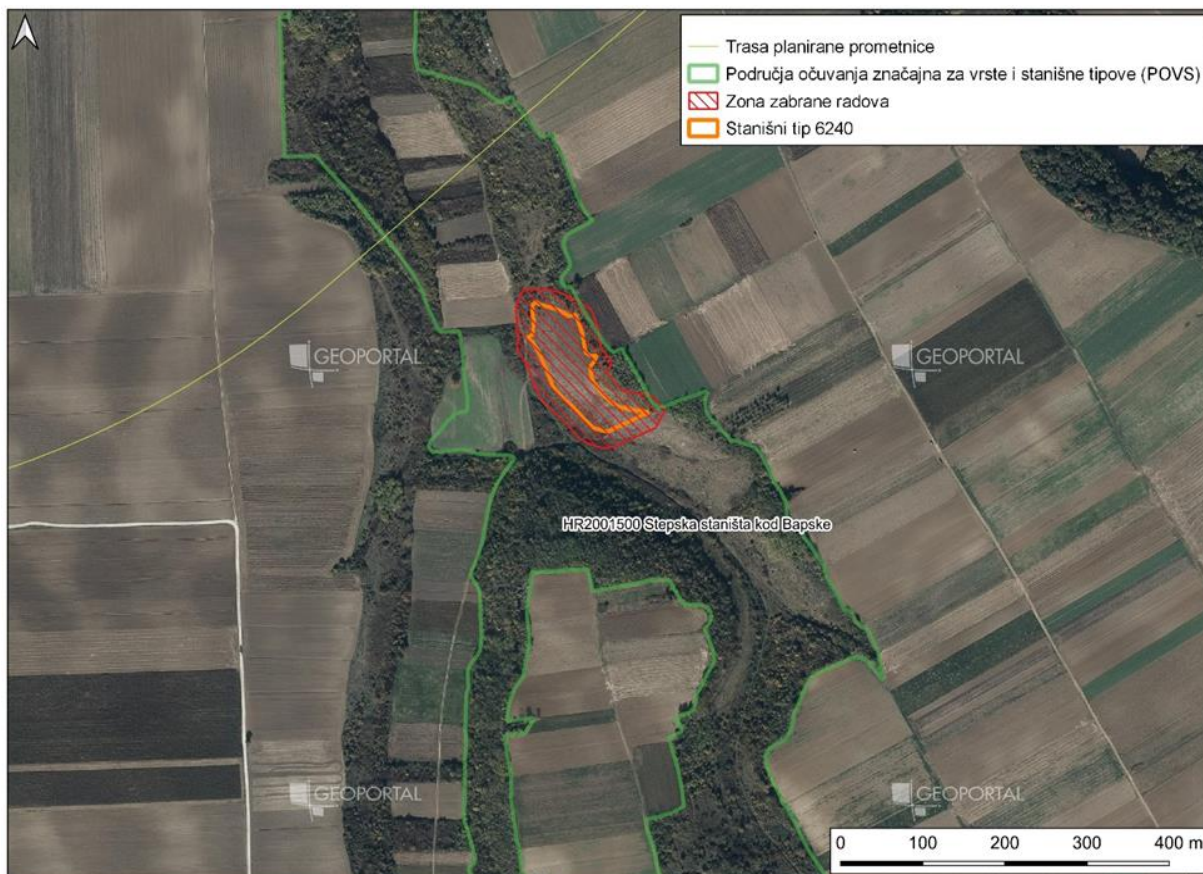 Trasa planirane prometnice
Područja očuvanja značajna za vrste i stanišne tipove (POVS)
Zona zabrane radova
Stanišni tip 6240
GEOPORTAL
GEOPORTAL
HR2001500 Stepska staništa kod Bapske
GEOPORTAL
GEOPORTAL
0 100 200 300 400 m